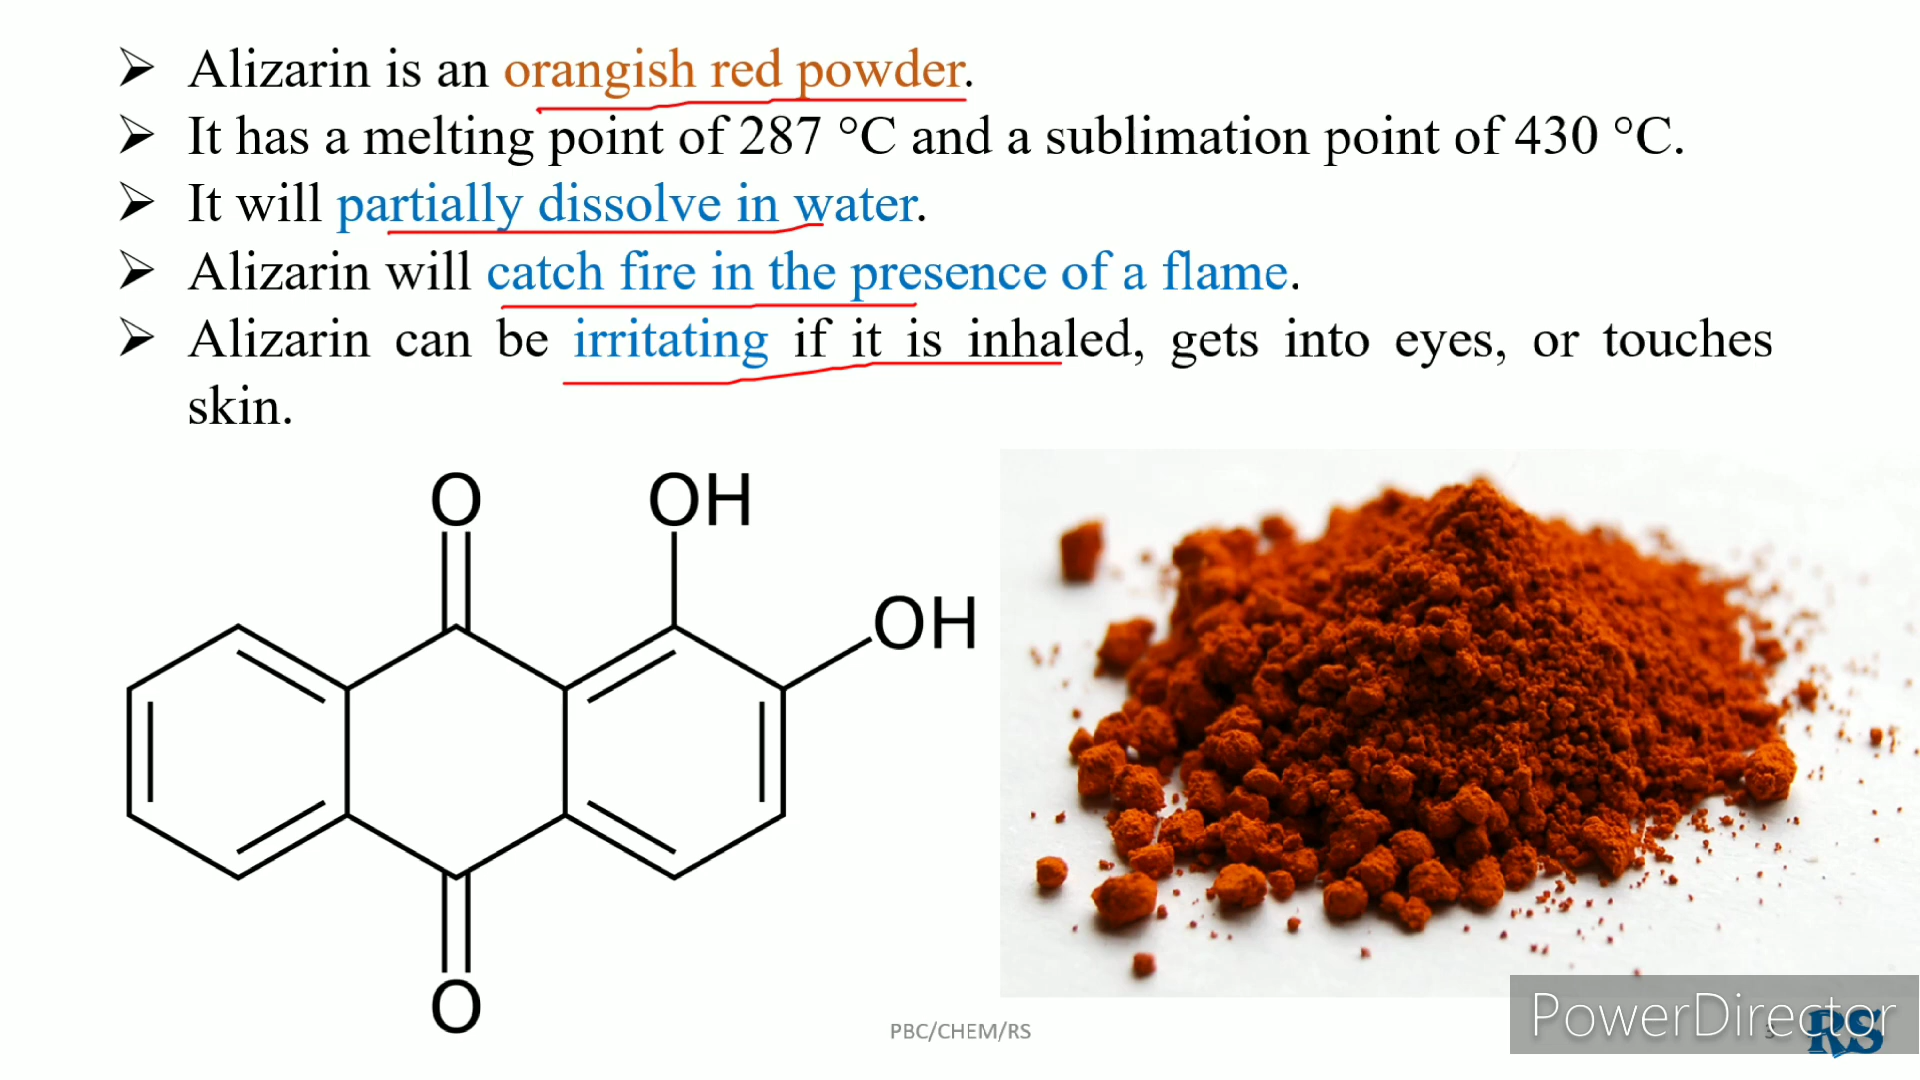 ➢ Alizarin is an orangish red powder.
➢ It has a melting point of 287 °C and a sublimation point of 430 °C.
➢ It will partially dissolve in water.
➢ Alizarin will catch fire in the presence of a flame.
➢ Alizarin can be irritating if it is inhaled, gets into eyes, or touches
skin.
O
OH
OH
O
PBC/CHEM/RS
3
PowerDirector
RS